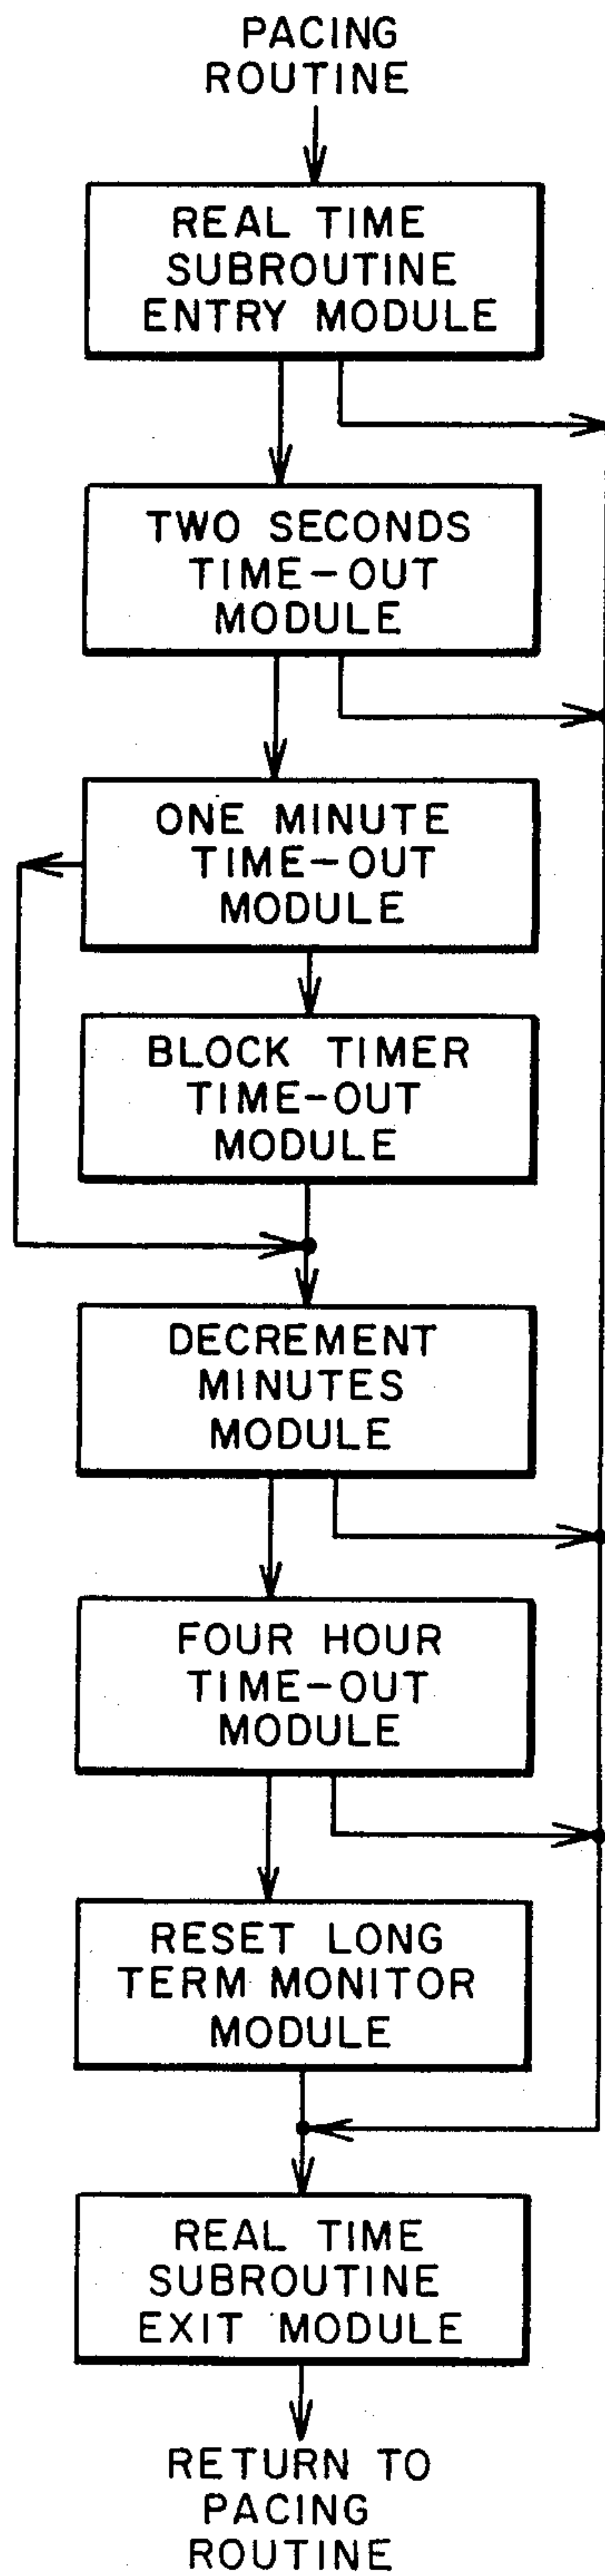 PACING
ROUTINE
REAL TIME
SUBROUTINE
ENTRY MODULE
TWO SECONDS
TIME-OUT
MODULE
ONE MINUTE
TIME-OUT
MODULE
BLOCK TIMER
TIME-OUT
MODULE
DECREMENT
MINUTES
MODULE
FOUR HOUR
TIME-OUT
MODULE
RESET LONG
TERM MONITOR
MODULE
REAL TIME
SUBROUTINE
EXIT MODULE
RETURN TO
PACING
ROUTINE